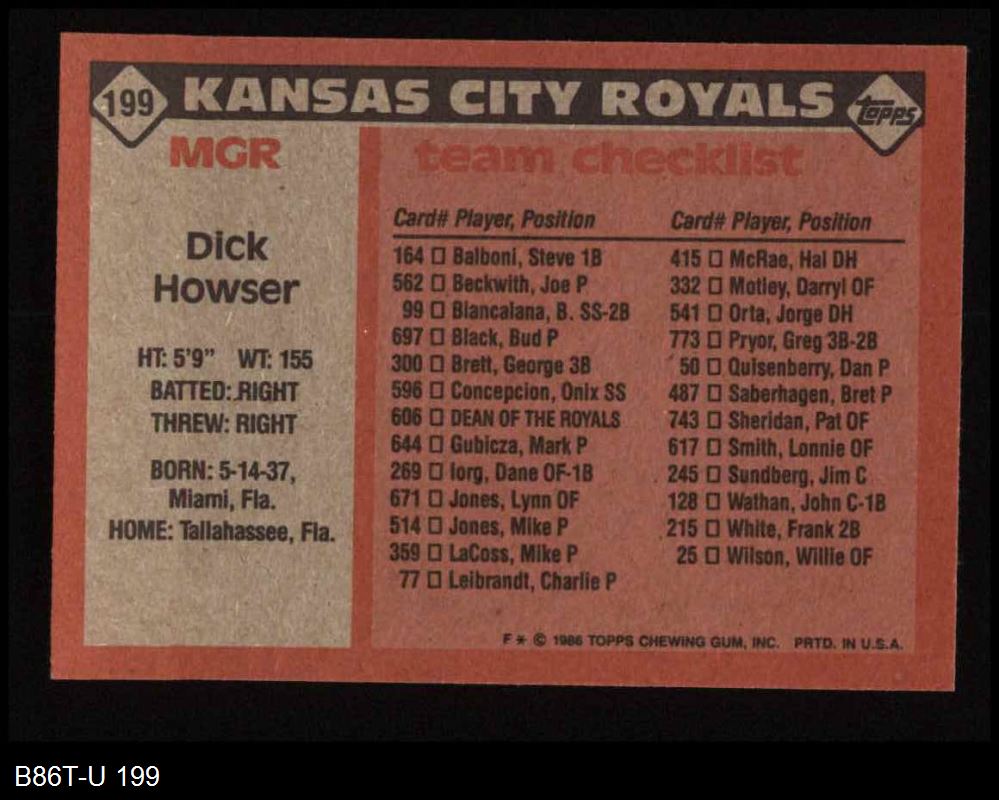 199 KANSAS CITY ROYALS topps
MGR
Dick
Howser
HT: 5'9" WT: 155
BATTED: RIGHT
THREW: RIGHT
BORN: 5-14-37,
Miami, Fla.
HOME: Tallahassee, Fla.
team checklist
Card# Player, Position
164 ☐ Balboni, Steve 1B
562 ☐ Beckwith, Joe P
99 ☐ Biancalana, B. SS-2B
697 ☐ Black, Bud P
300 ☐ Brett, George 3B
596 ☐ Concepcion, Onix SS
606 ☐ DEAN OF THE ROYALS
644 ☐ Gubicza, Mark P
269 ☐ Iorg, Dane OF-1B
671 ☐ Jones, Lynn OF
514 ☐ Jones, Mike P
359 ☐ LaCoss, Mike P
77 ☐ Leibrandt, Charlie P
Card# Player, Position
415 ☐ McRae, Hal DH
332 ☐ Motley, Darryl OF
541 ☐ Orta, Jorge DH
773 ☐ Pryor, Greg 3B-2B
50 ☐ Quisenberry, Dan P
487 ☐ Saberhagen, Bret P
743 ☐ Sheridan, Pat OF
617 ☐ Smith, Lonnie OF
245 ☐ Sundberg, Jim C
128 ☐ Wathan, John C-1B
215 ☐ White, Frank 2B
25 ☐ Wilson, Willie OF
F * © 1986 TOPPS CHEWING GUM, INC. PRTD. IN U.S.A.
B86T-U 199